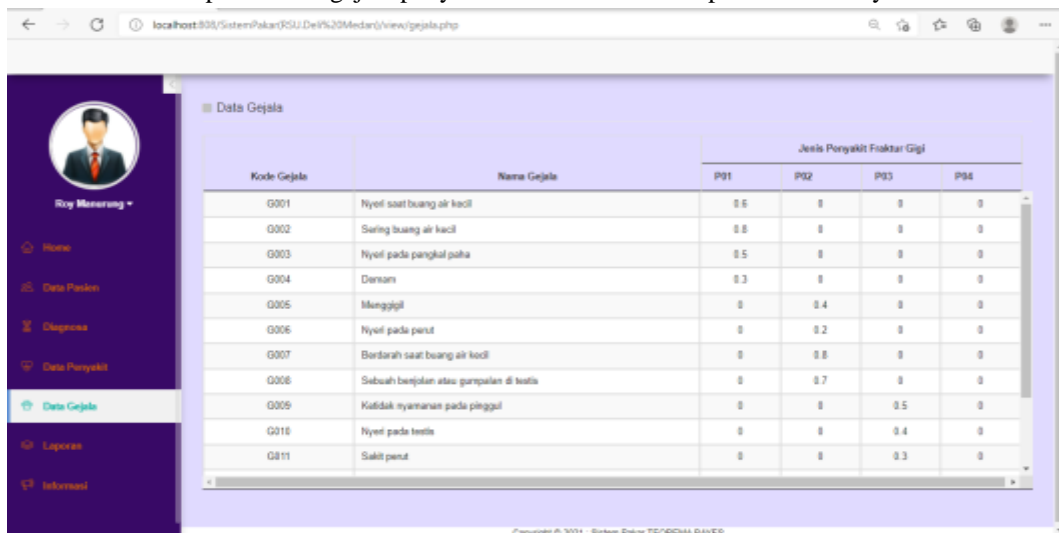 localhost:808/SistemPakar(RSU.Deli%20Medan)/view/gejala.php
Data Gejala
Jenis Penyakit Fraktur Gigi
Kode Gejala Nama Gejala P01 P02 P03 P04
Roy Manurung
G001 Nyeri saat buang air kecil 0.6 0 0 0
G002 Sering buang air kecil 0.8 0 0 0
G003 Nyeri pada pangkal paha 0.5 0 0 0
G004 Demam 0.3 0 0 0
G005 Menggigil 0 0.4 0 0
G006 Nyeri pada perut 0 0.2 0 0
G007 Berdarah saat buang air kecil 0 0.8 0 0
G008 Sebuah benjolan atau gumpalan di testis 0 0.7 0 0
G009 Katidak nyamanan pada pinggul 0 0 0.5 0
G010 Nyeri pada testis 0 0 0.4 0
G011 Sakit perut 0 0 0.3 0
Home
Data Pasien
Diagnosa
Data Penyakit
Data Gejala
Laporan
Informasi